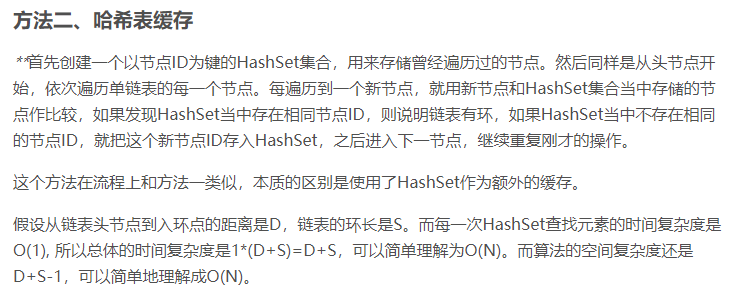 方法二、哈希表缓存
**首先创建一个以节点ID为键的HashSet集合，用来存储曾经遍历过的节点。然后同样是从头节点开
始，依次遍历单链表的每一个节点。每遍历到一个新节点，就用新节点和HashSet集合当中存储的节
点作比较，如果发现HashSet当中存在相同节点ID，则说明链表有环，如果HashSet当中不存在相同
的节点ID，就把这个新节点ID存入HashSet，之后进入下一节点，继续重复刚才的操作。
这个方法在流程上和方法一类似，本质的区别是使用了HashSet作为额外的缓存。
假设从链表头节点到入环点的距离是D，链表的环长是S。而每一次HashSet查找元素的时间复杂度是
O(1), 所以总体的时间复杂度是1*(D+S)=D+S，可以简单理解为O(N)。而算法的空间复杂度还是
D+S-1，可以简单地理解成O(N)。